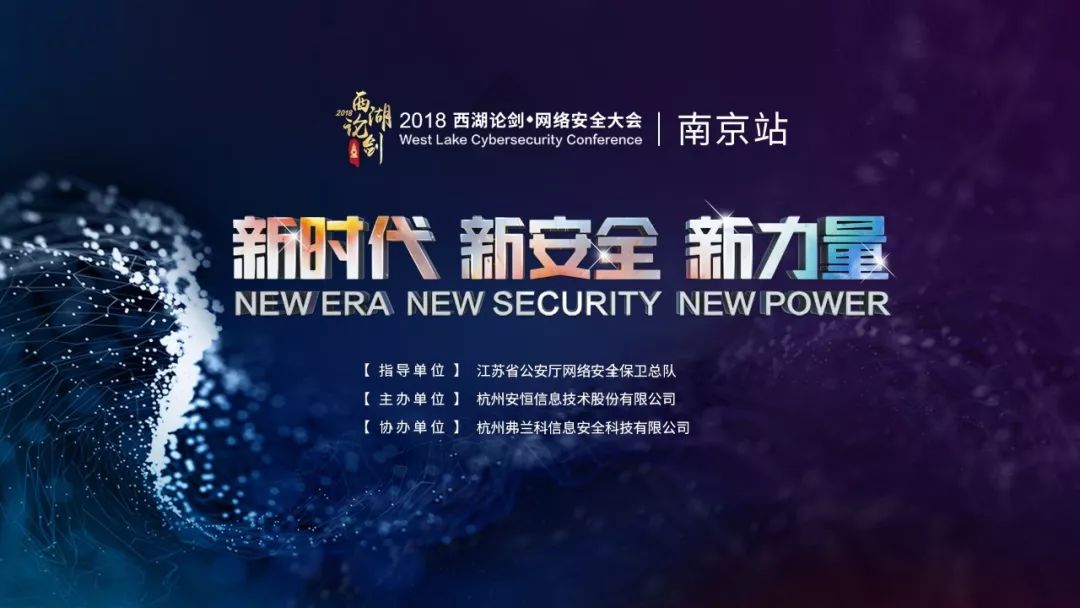 2018
西湖论剑
2018 西湖论剑•网络安全大会
West Lake Cybersecurity Conference
南京站
新时代 新安全 新力量
NEW ERA NEW SECURITY NEW POWER
【 指导单位 】 江苏省公安厅网络安全保卫总队
【 主办单位 】 杭州安恒信息技术股份有限公司
【 协办单位 】 杭州弗兰科信息安全科技有限公司